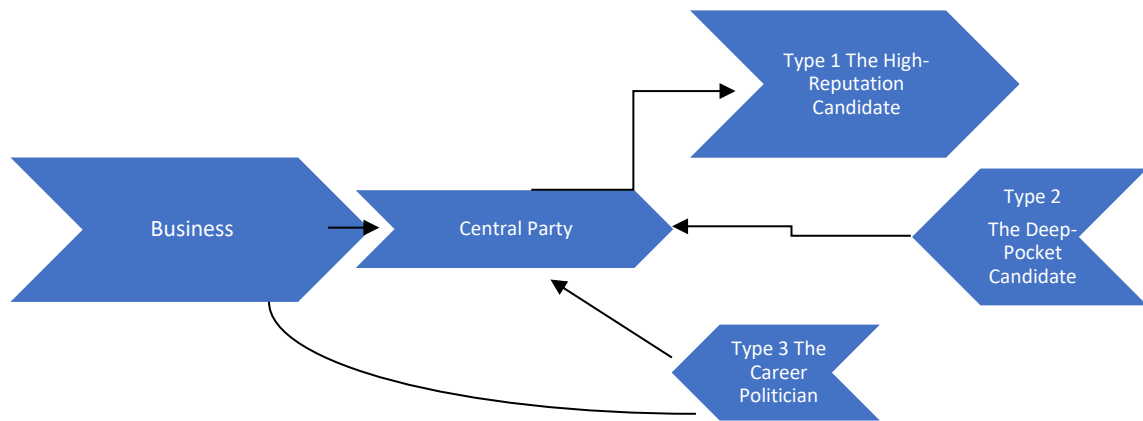 Type 1 The High-
Reputation
Candidate
Business
Central Party
Type 2
The Deep-
Pocket
Candidate
Type 3 The
Career
Politician